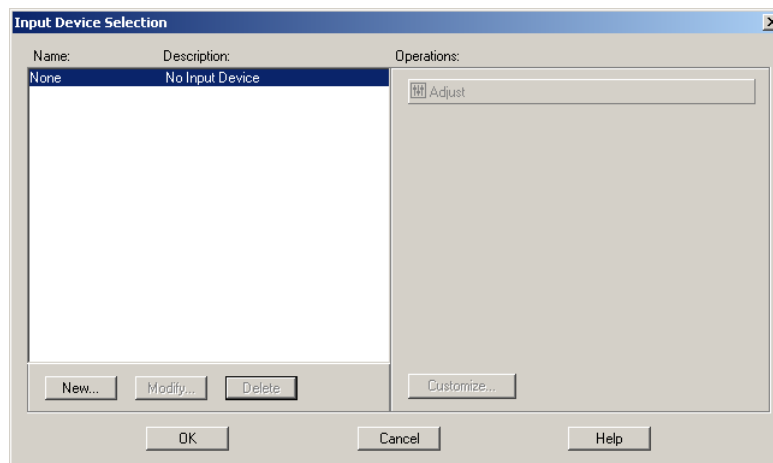 Input Device Selection
Name: Description: Operations:
None No Input Device
Adjust
New... Modify... Delete
Customize...
OK Cancel Help